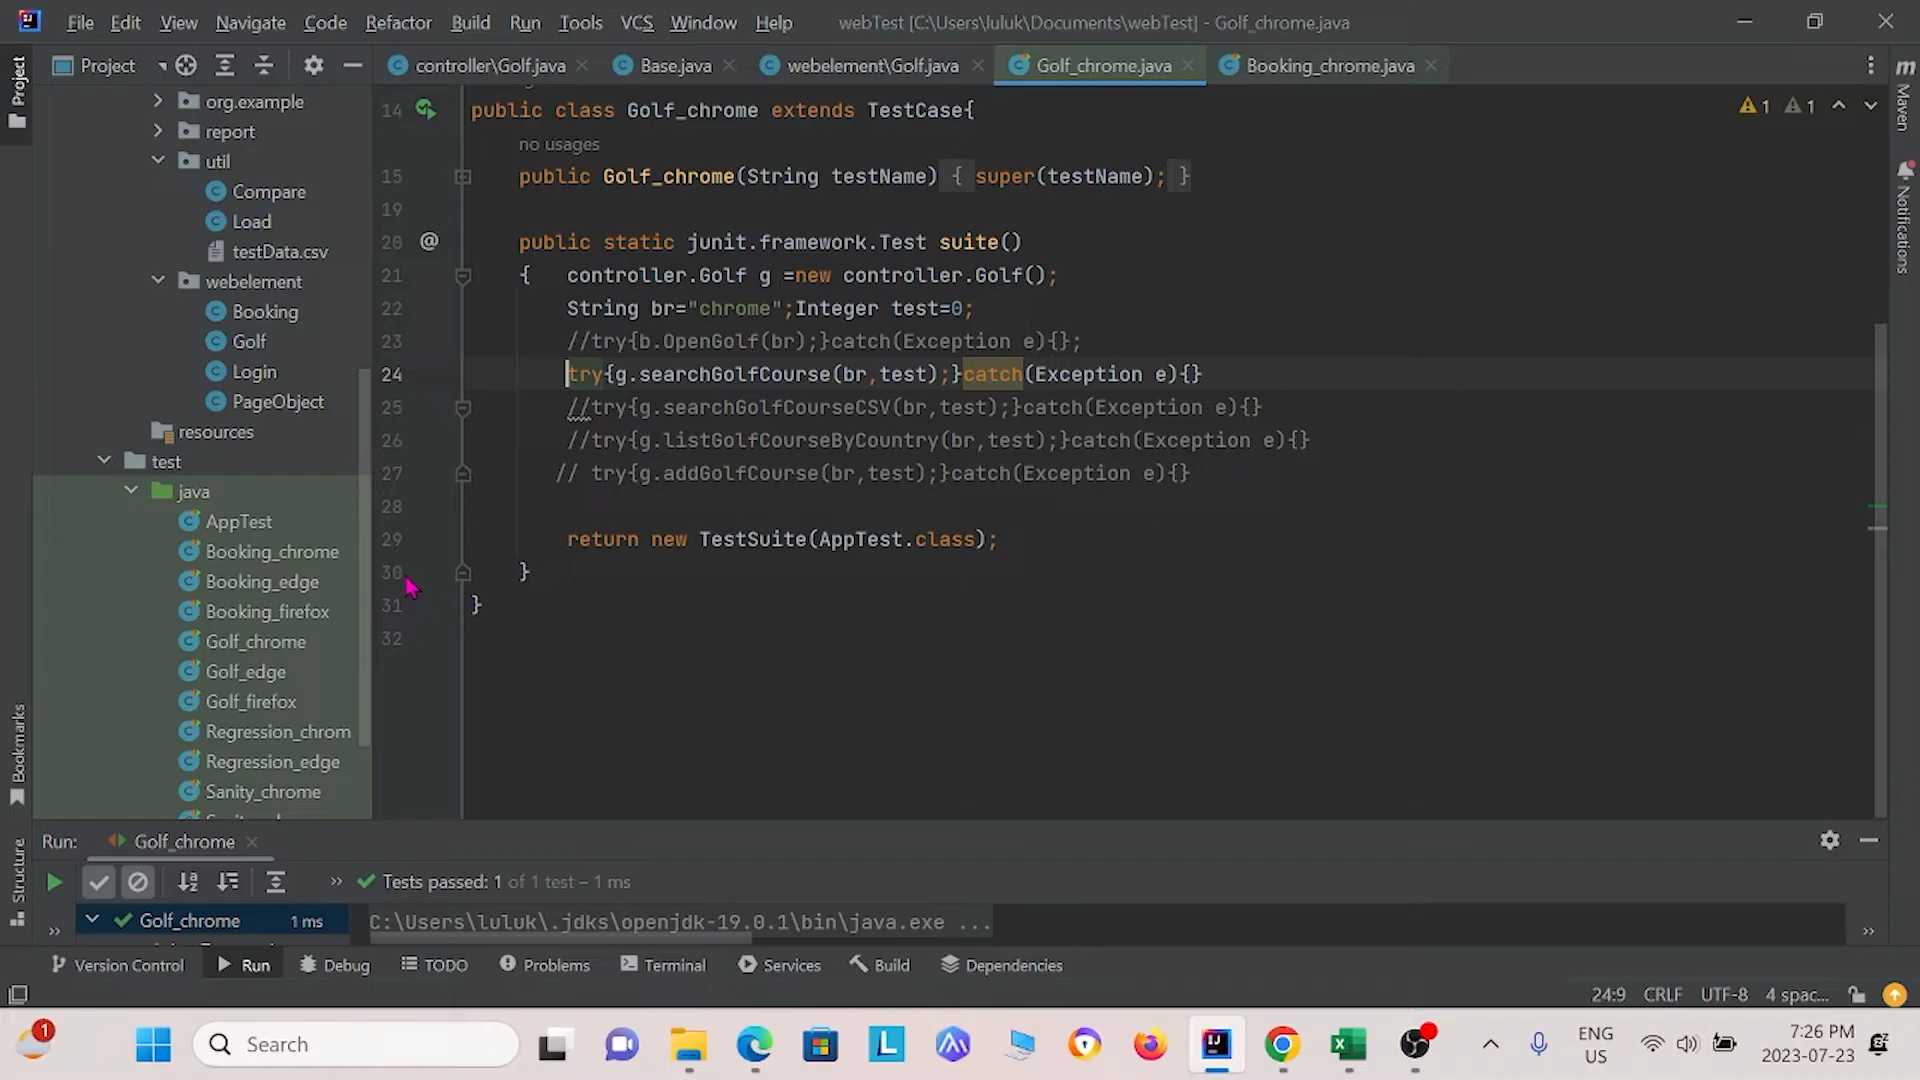 File Edit View Navigate Code Refactor Build Run Tools VCS Window Help webTest [C:\Users\luluk\Documents\webTest] - Golf_chrome.java
Project controller\Golf.java Base.java webelement\Golf.java Golf_chrome.java Booking_chrome.java
Project
Maven
Notifications
Bookmarks
Structure
org.example
report
util
Compare
Load
testData.csv
webelement
Booking
Golf
Login
PageObject
resources
test
java
AppTest
Booking_chrome
Booking_edge
Booking_firefox
Golf_chrome
Golf_edge
Golf_firefox
Regression_chrom
Regression_edge
Sanity_chrome
1 1
14 public class Golf_chrome extends TestCase{
no usages
15 public Golf_chrome(String testName) { super(testName); }
19
20 @ public static junit.framework.Test suite()
21 { controller.Golf g =new controller.Golf();
22 String br="chrome";Integer test=0;
23 //try{b.OpenGolf(br);}catch(Exception e){};
24 try{g.searchGolfCourse(br,test);}catch(Exception e){}
25 //try{g.searchGolfCourseCSV(br,test);}catch(Exception e){}
26 //try{g.listGolfCourseByCountry(br,test);}catch(Exception e){}
27 // try{g.addGolfCourse(br,test);}catch(Exception e){}
28
29 return new TestSuite(AppTest.class);
30 }
31 }
32
Run: Golf_chrome
Tests passed: 1 of 1 test – 1 ms
Golf_chrome 1 ms C:\Users\luluk\.jdks\openjdk-19.0.1\bin\java.exe ...
Version Control Run Debug TODO Problems Terminal Services Build Dependencies
24:9 CRLF UTF-8 4 spac...
1 Search L ENG US 7:26 PM
2023-07-23